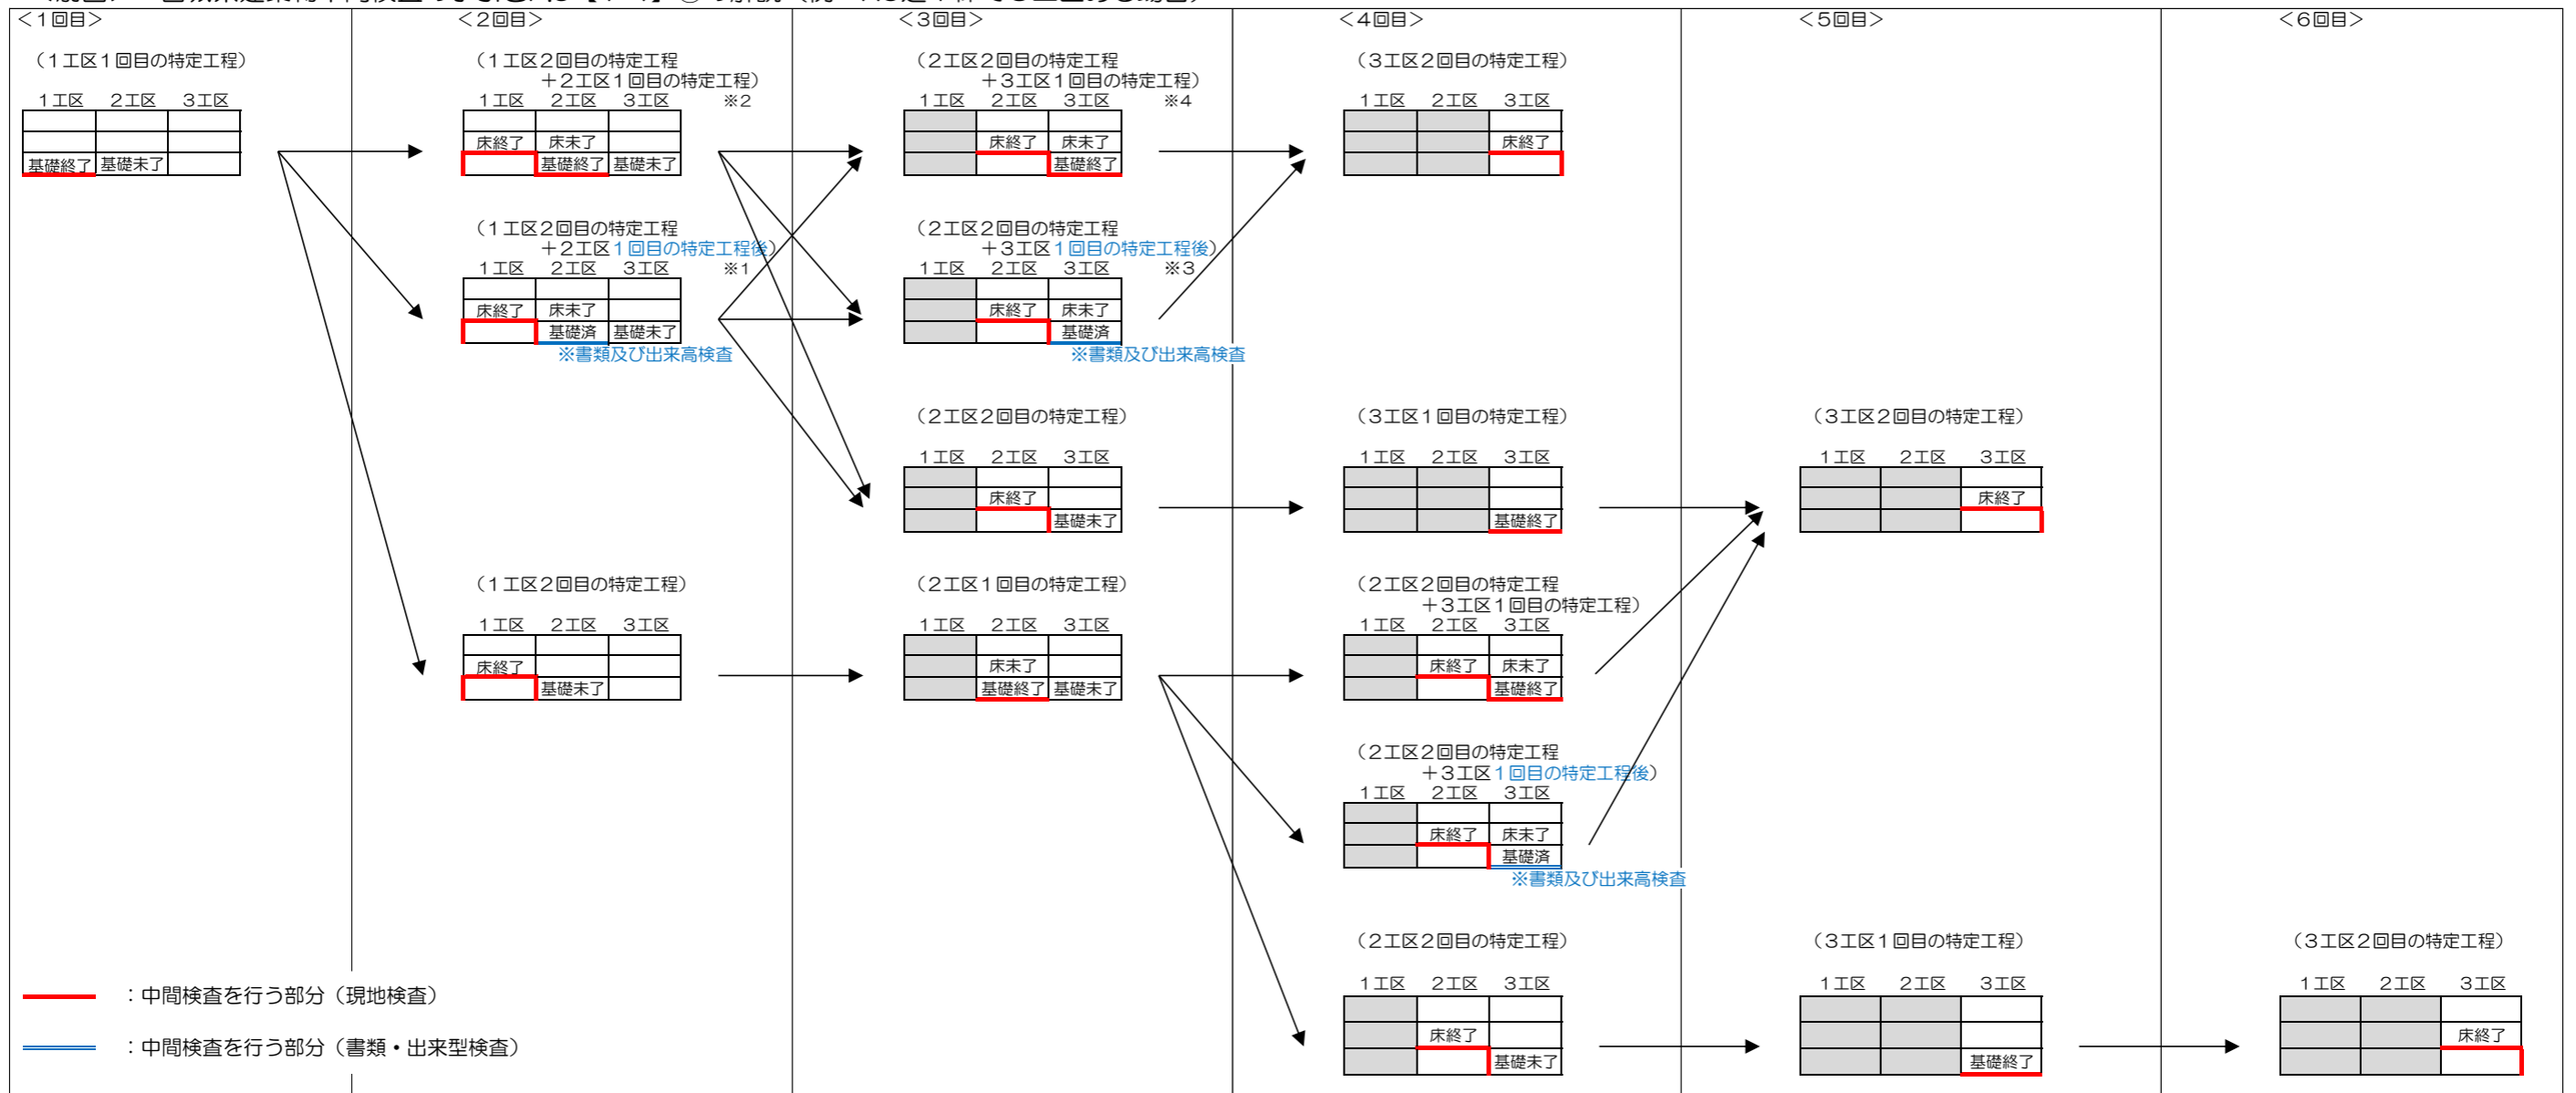 <1回目>
<2回目>
<3回目>
<4回目>
<5回目>
<6回目>
(1工区1回目の特定工程)
1工区 2工区 3工区
基礎終了 基礎未了
(1工区2回目の特定工程
+2工区1回目の特定工程)
1工区 2工区 3工区 ※2
床終了 床未了
基礎終了 基礎未了
(2工区2回目の特定工程
+3工区1回目の特定工程)
1工区 2工区 3工区 ※4
床終了 床未了
基礎終了
(3工区2回目の特定工程)
1工区 2工区 3工区
床終了
(1工区2回目の特定工程
+2工区1回目の特定工程後)
1工区 2工区 3工区 ※1
床終了 床未了
基礎済 基礎未了
※書類及び出来高検査
(2工区2回目の特定工程
+3工区1回目の特定工程後)
1工区 2工区 3工区 ※3
床終了 床未了
基礎済
※書類及び出来高検査
(2工区2回目の特定工程)
1工区 2工区 3工区
床終了
基礎未了
(3工区1回目の特定工程)
1工区 2工区 3工区
基礎終了
(3工区2回目の特定工程)
1工区 2工区 3工区
床終了
(1工区2回目の特定工程)
1工区 2工区 3工区
床終了
基礎未了
(2工区1回目の特定工程)
1工区 2工区 3工区
床未了
基礎終了 基礎未了
(2工区2回目の特定工程
+3工区1回目の特定工程)
1工区 2工区 3工区
床終了 床未了
基礎終了
(2工区2回目の特定工程
+3工区1回目の特定工程後)
1工区 2工区 3工区
床終了 床未了
基礎済
※書類及び出来高検査
(2工区2回目の特定工程)
1工区 2工区 3工区
床終了
基礎未了
(3工区1回目の特定工程)
1工区 2工区 3工区
基礎終了
(3工区2回目の特定工程)
1工区 2工区 3工区
床終了
:中間検査を行う部分(現地検査)
:中間検査を行う部分(書類・出来型検査)